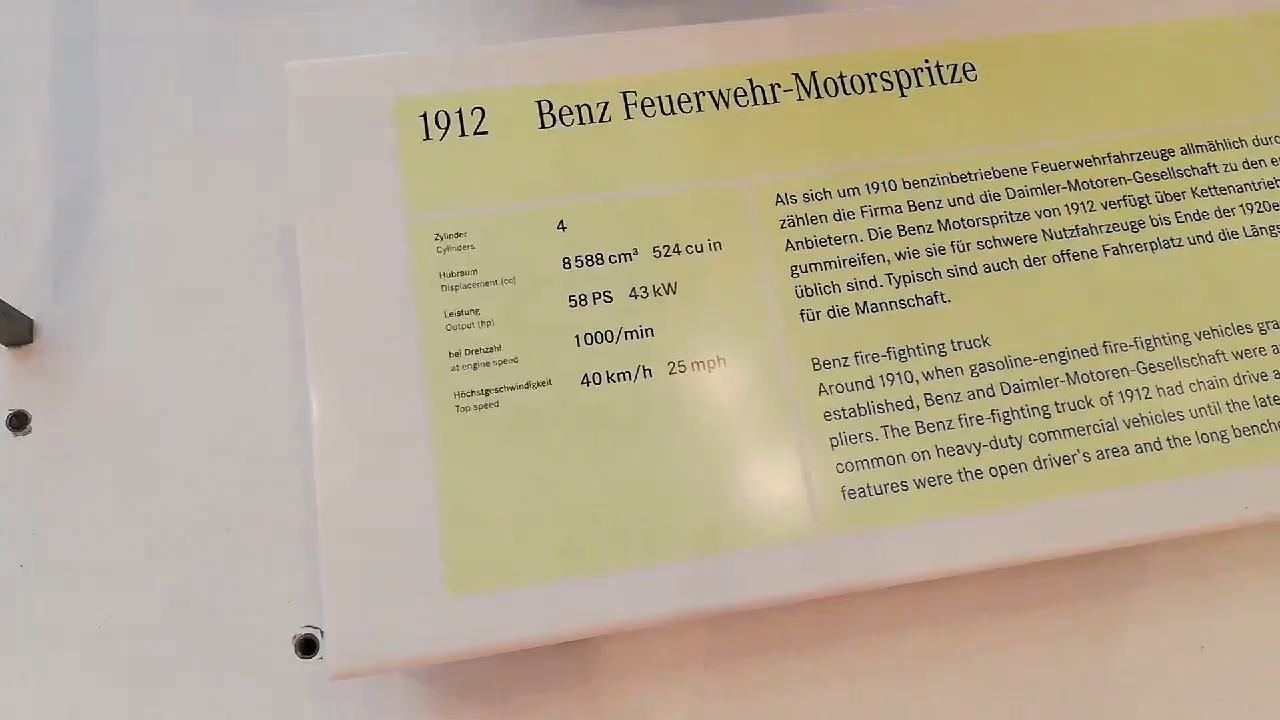 1912 Benz Feuerwehr-Motorspritze
Zylinder
Cylinders
4
Hubraum
Displacement (cc)
8 588 cm³ 524 cu in
Leistung
Output (hp)
58 PS 43 kW
bei Drehzahl
at engine speed
1000/min
Höchstgeschwindigkeit
Top speed
40 km/h 25 mph
Als sich um 1910 benzinbetriebene Feuerwehrfahrzeuge allmählich
zählen die Firma Benz und die Daimler-Motoren-Gesellschaft zu den
Anbietern. Die Benz Motorspritze von 1912 verfügt über
gummireifen, wie sie für schwere Nutzfahrzeuge bis Ende der
üblich sind. Typisch sind auch der offene Fahrerplatz und die
für die Mannschaft.
Benz fire-fighting truck
Around 1910, when gasoline-engined fire-fighting vehicles
established, Benz and Daimler-Motoren-Gesellschaft were
pliers. The Benz fire-fighting truck of 1912 had chain drive
common on heavy-duty commercial vehicles until the late
features were the open driver's area and the long